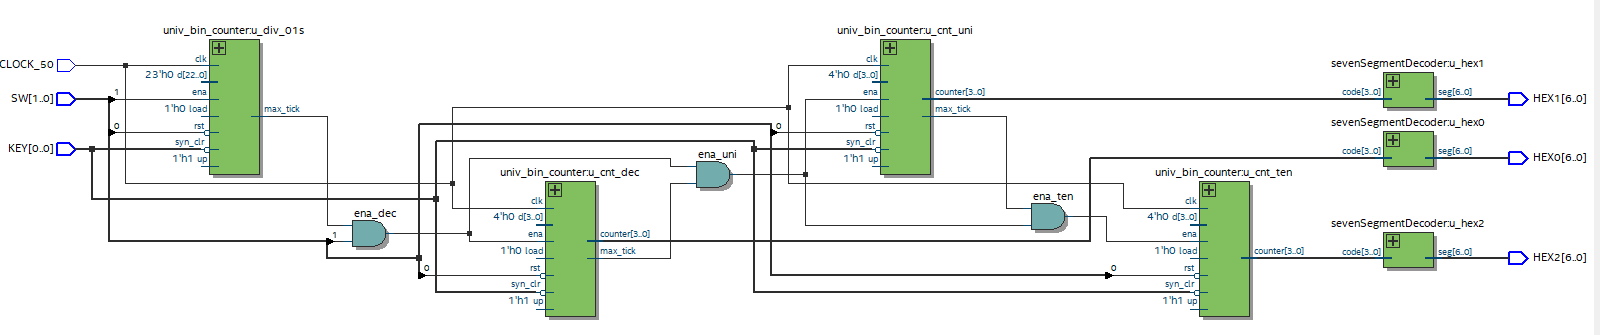 univ_bin_counter:u_div_01s
CLOCK_50
SW[1..0]
KEY[0..0]
1
0
clk
23'h0 d[22..0]
ena
1'h0 load
rst
syn_clr
1'h1 up
max_tick
ena_dec
1
univ_bin_counter:u_cnt_dec
0
clk
4'h0 d[3..0]
ena
1'h0 load
rst
syn_clr
1'h1 up
counter[3..0]
max_tick
ena_uni
univ_bin_counter:u_cnt_uni
0
clk
4'h0 d[3..0]
ena
1'h0 load
rst
syn_clr
1'h1 up
counter[3..0]
max_tick
ena_ten
univ_bin_counter:u_cnt_ten
0
clk
4'h0 d[3..0]
ena
1'h0 load
rst
syn_clr
1'h1 up
counter[3..0]
sevenSegmentDecoder:u_hex1
code[3..0]
seg[6..0]
HEX1[6..0]
sevenSegmentDecoder:u_hex0
code[3..0]
seg[6..0]
HEX0[6..0]
sevenSegmentDecoder:u_hex2
code[3..0]
seg[6..0]
HEX2[6..0]